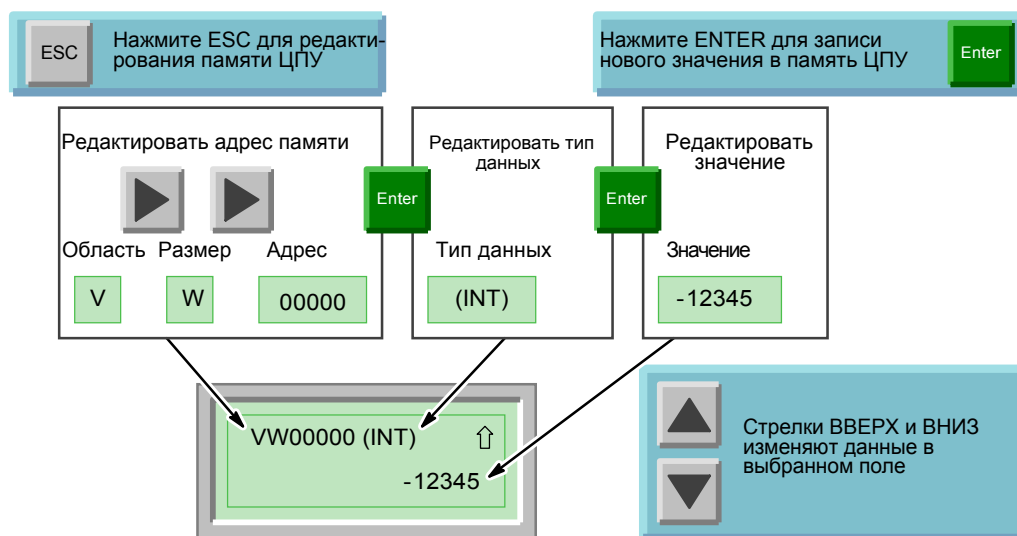 ESC
Нажмите ESC для редакти-
рования памяти ЦПУ
Нажмите ENTER для записи
нового значения в память ЦПУ
Enter
Редактировать адрес памяти
Область Размер Адрес
V W 00000
Enter
Редактировать тип
данных
Тип данных
(INT)
Enter
Редактировать
значение
Значение
-12345
VW00000 (INT) ⇧
-12345
Стрелки ВВЕРХ и ВНИЗ
изменяют данные в
выбранном поле